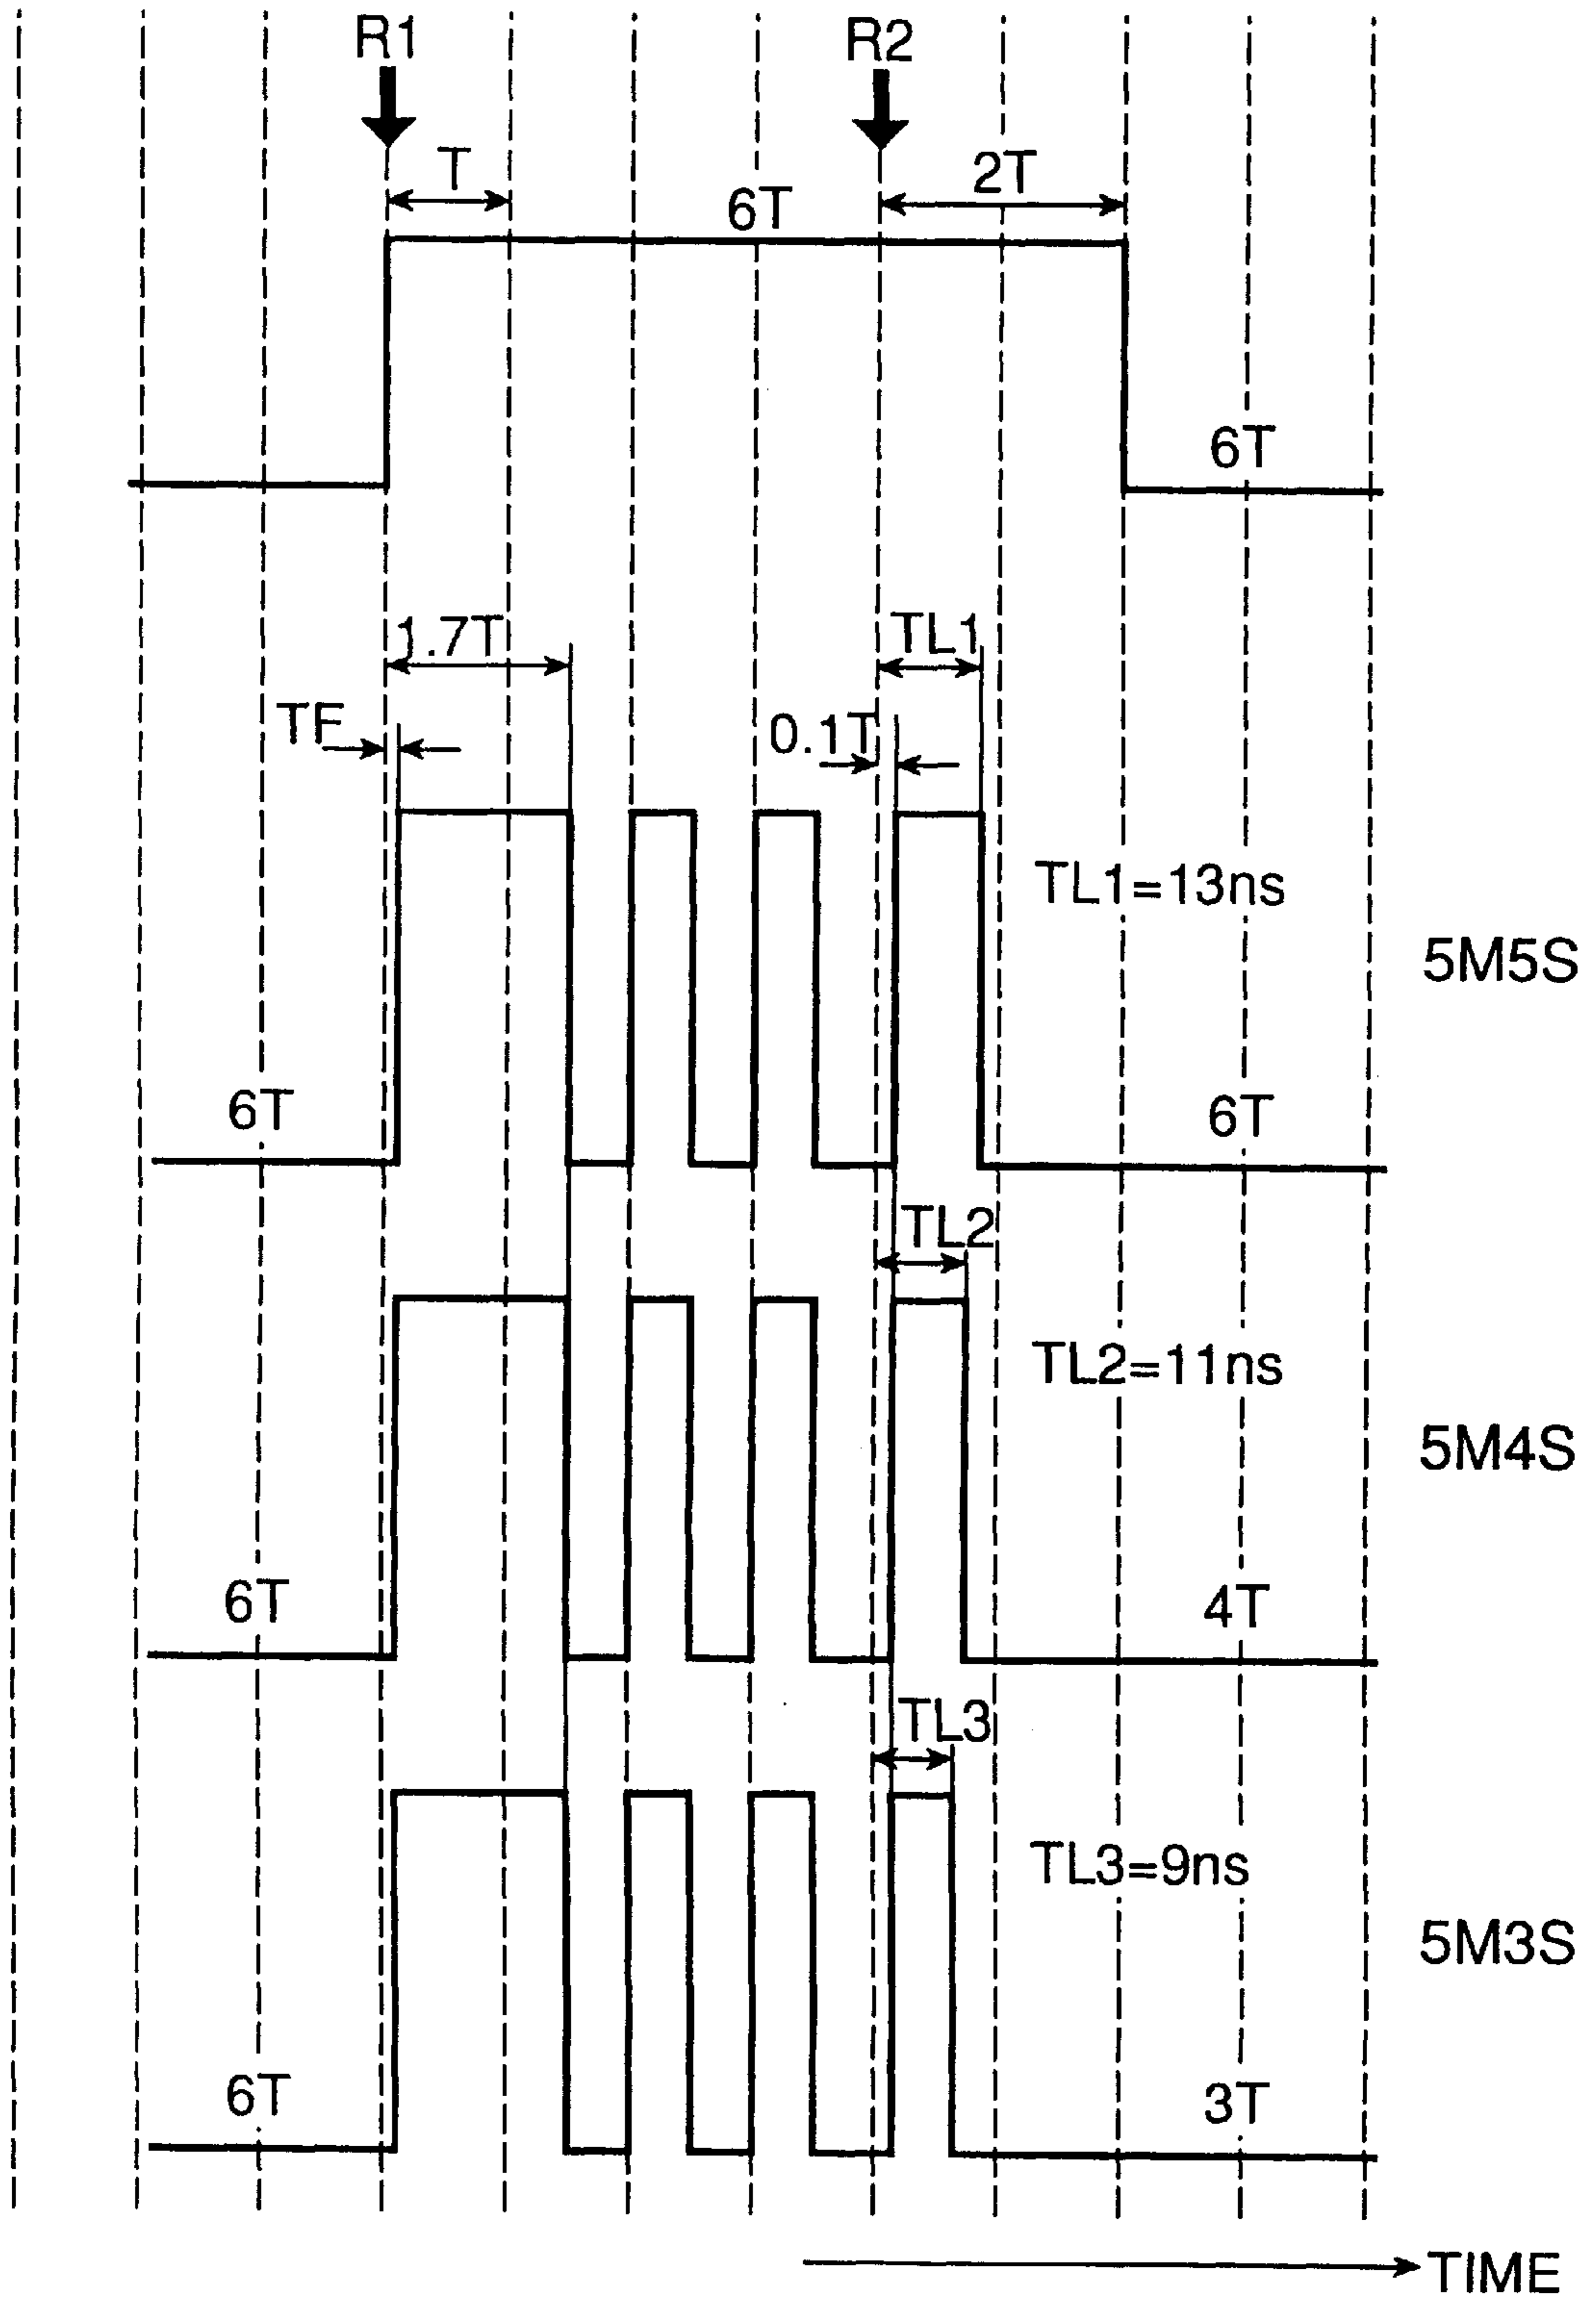 R1
R2
T
2T
6T
6T
1.7T
TL1
TF
0.1T
TL1=13ns
5M5S
6T
6T
TL2
TL2=11ns
5M4S
6T
4T
TL3
TL3=9ns
5M3S
6T
3T
TIME